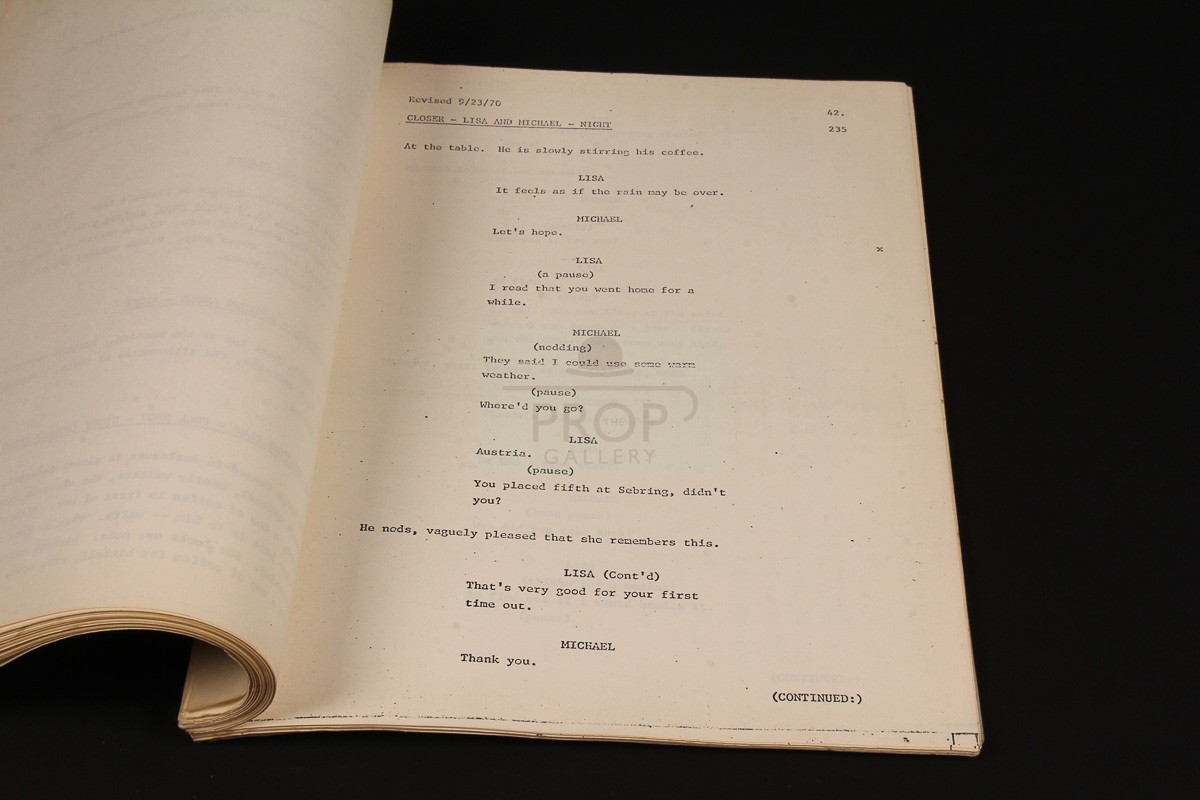 Revised 9/23/70
42.
CLOSER - LISA AND MICHAEL - NIGHT
235
At the table. He is slowly stirring his coffee.
LISA
It feels as if the rain may be over.
MICHAEL
Let's hope.
x
LISA
(a pause)
I read that you went home for a
while.
MICHAEL
(nodding)
They said I could use some warm
weather.
(pause)
Where'd you go?
THE
PROP
GALLERY
LISA
Austria.
(pause)
You placed fifth at Sebring, didn't
you?
He nods, vaguely pleased that she remembers this.
LISA (Cont'd)
That's very good for your first
time out.
MICHAEL
Thank you.
(CONTINUED:)